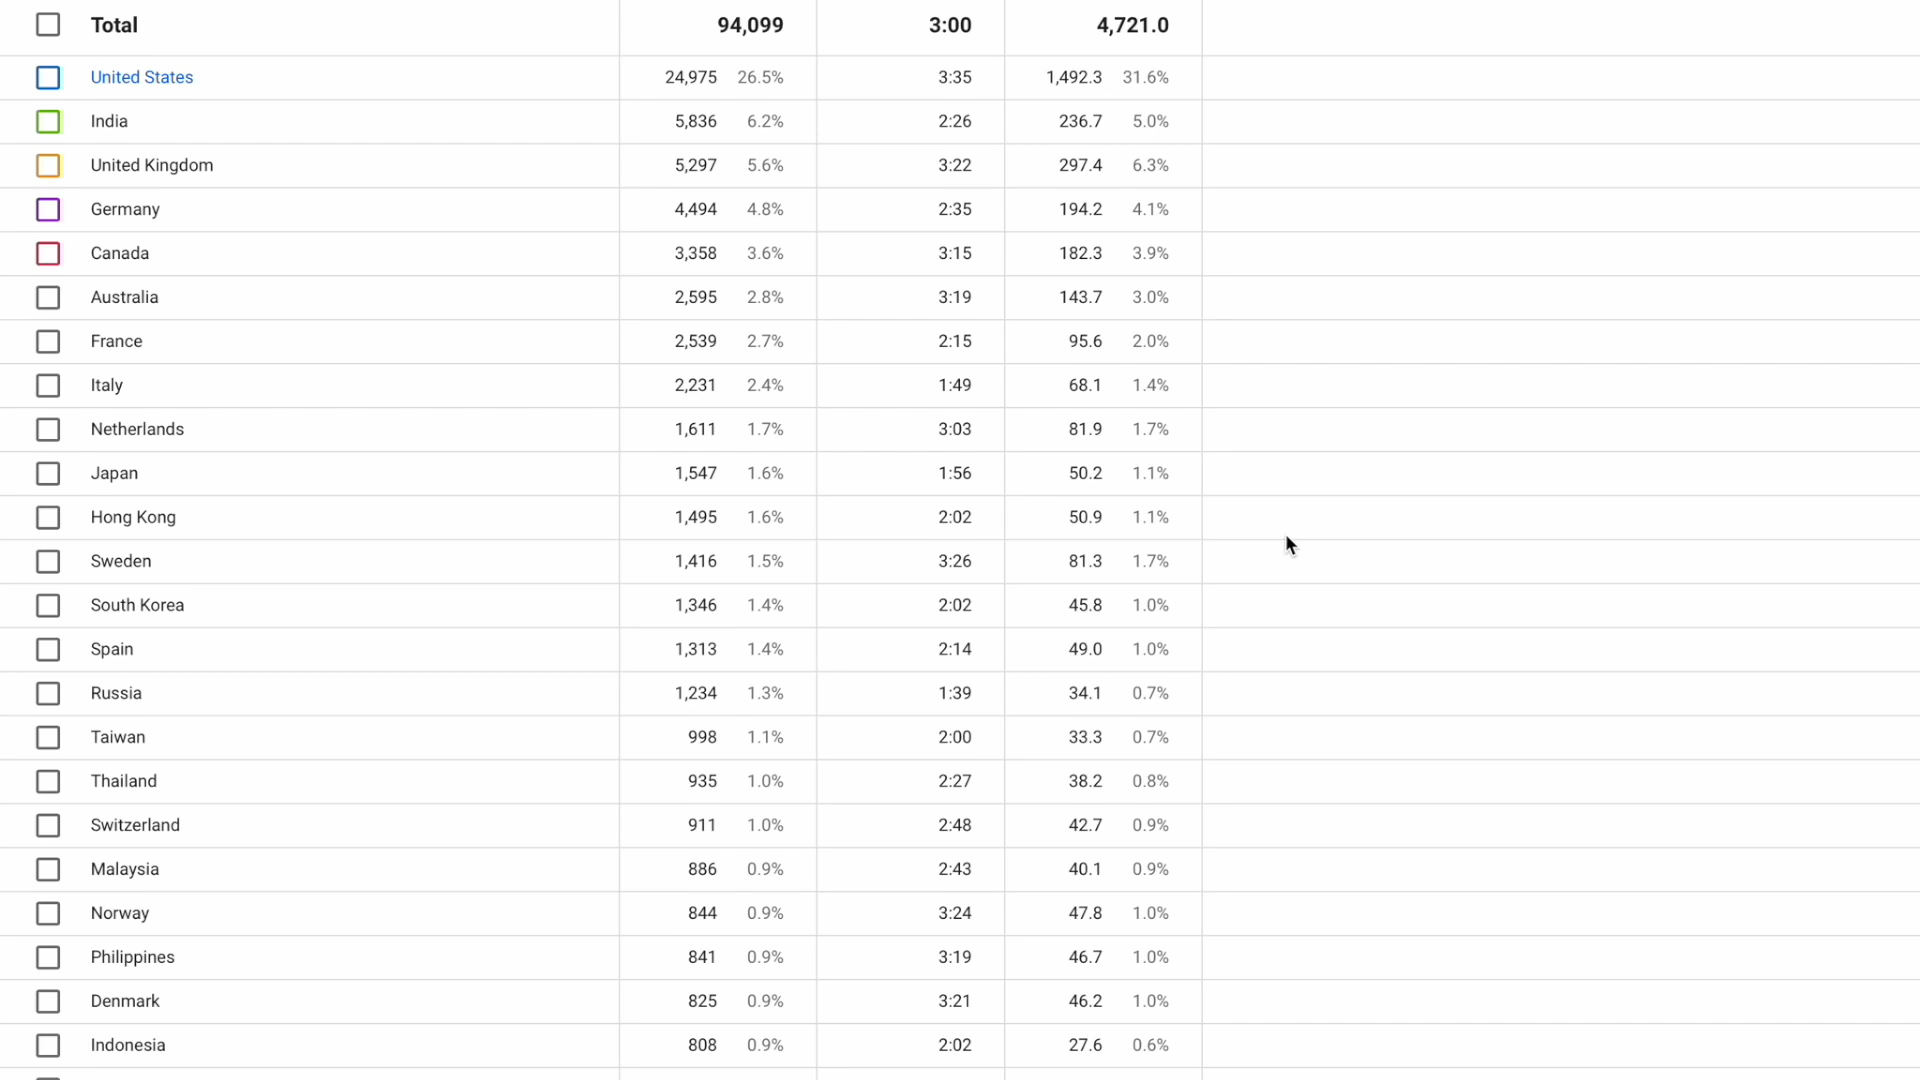 Total 94,099 3:00 4,721.0
United States 24,975 26.5% 3:35 1,492.3 31.6%
India 5,836 6.2% 2:26 236.7 5.0%
United Kingdom 5,297 5.6% 3:22 297.4 6.3%
Germany 4,494 4.8% 2:35 194.2 4.1%
Canada 3,358 3.6% 3:15 182.3 3.9%
Australia 2,595 2.8% 3:19 143.7 3.0%
France 2,539 2.7% 2:15 95.6 2.0%
Italy 2,231 2.4% 1:49 68.1 1.4%
Netherlands 1,611 1.7% 3:03 81.9 1.7%
Japan 1,547 1.6% 1:56 50.2 1.1%
Hong Kong 1,495 1.6% 2:02 50.9 1.1%
Sweden 1,416 1.5% 3:26 81.3 1.7%
South Korea 1,346 1.4% 2:02 45.8 1.0%
Spain 1,313 1.4% 2:14 49.0 1.0%
Russia 1,234 1.3% 1:39 34.1 0.7%
Taiwan 998 1.1% 2:00 33.3 0.7%
Thailand 935 1.0% 2:27 38.2 0.8%
Switzerland 911 1.0% 2:48 42.7 0.9%
Malaysia 886 0.9% 2:43 40.1 0.9%
Norway 844 0.9% 3:24 47.8 1.0%
Philippines 841 0.9% 3:19 46.7 1.0%
Denmark 825 0.9% 3:21 46.2 1.0%
Indonesia 808 0.9% 2:02 27.6 0.6%